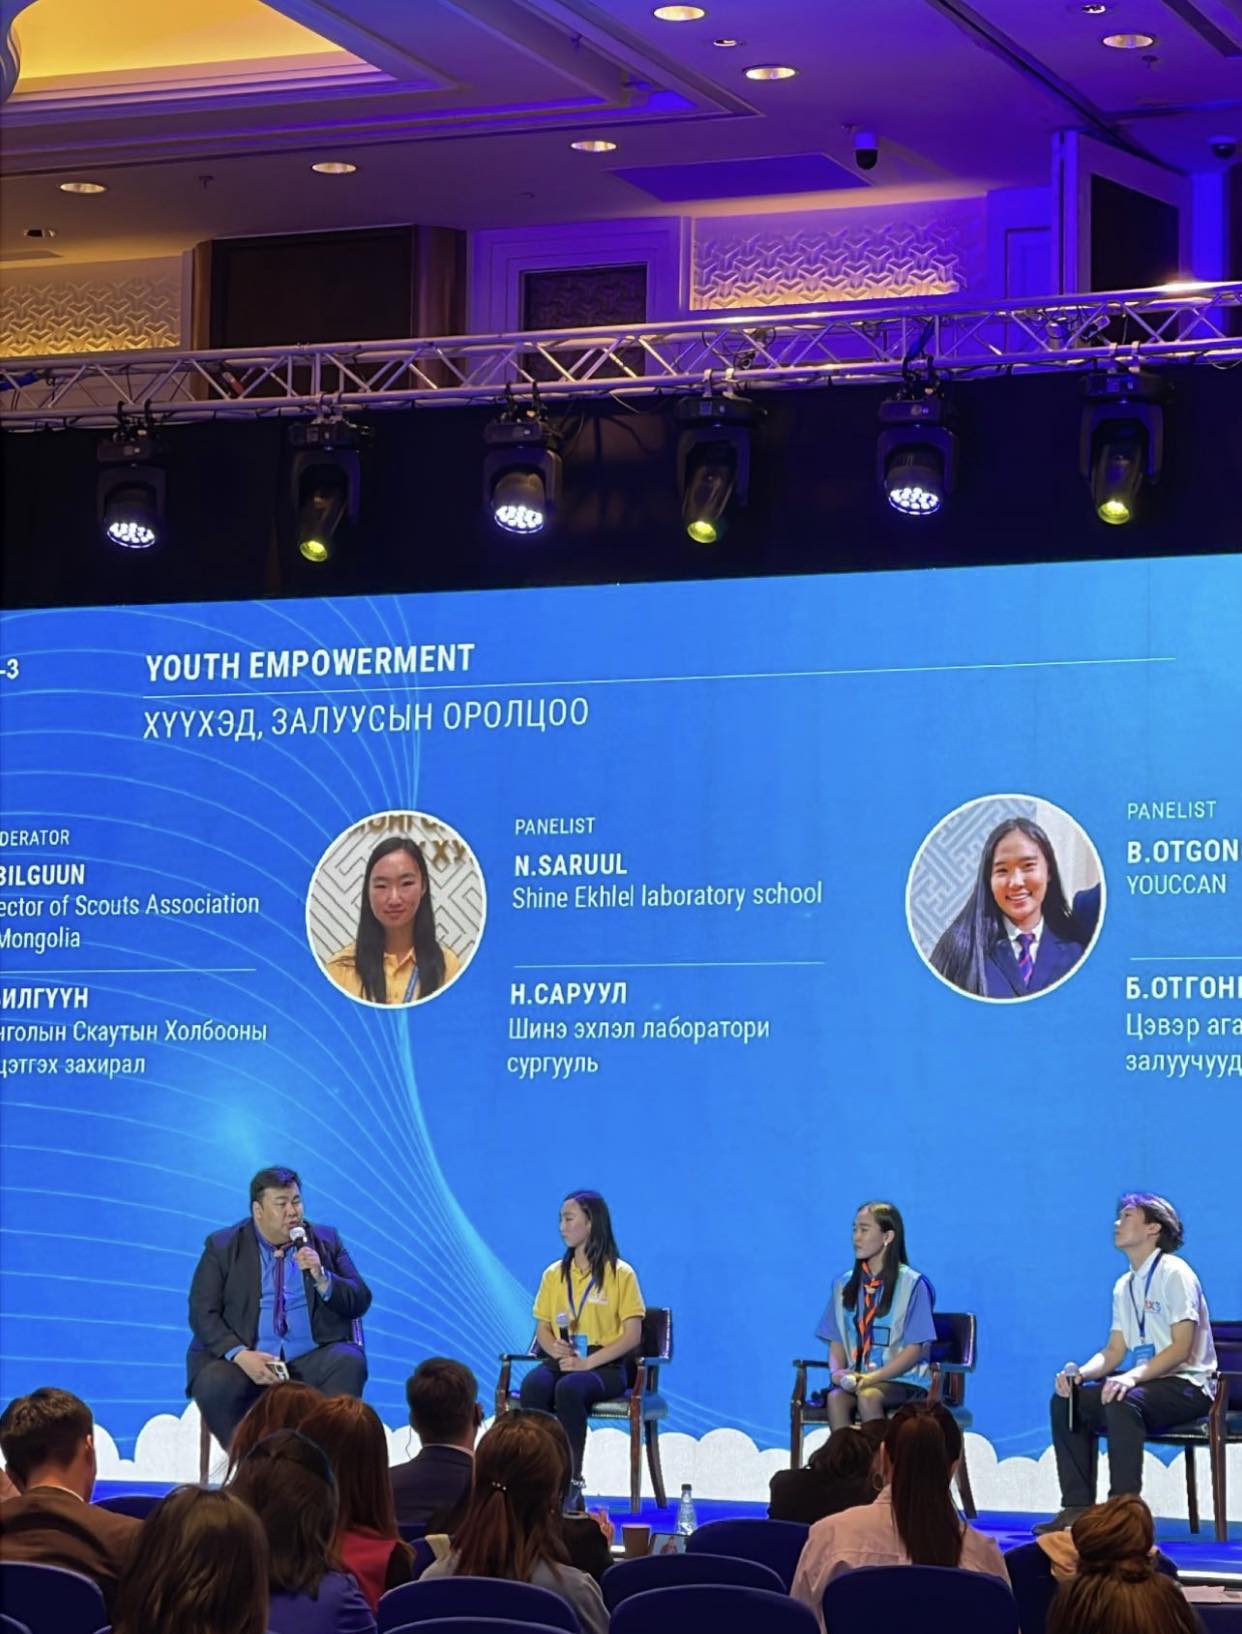 -3
YOUTH EMPOWERMENT
ХҮҮХЭД, ЗАЛУУСЫН ОРОЛЦОО
DERATOR
BILGUUN
ector of Scouts Association
Mongolia
ИЛГҮҮН
нголын Скаутын Холбооны
цэтгэх захирал
PANELIST
N.SARUUL
Shine Ekhlel laboratory school
Н.САРУУЛ
Шинэ эхлэл лаборатори
сургууль
PANELIST
B.OTGON
YOUCCAN
Б.ОТГОН
Цэвэр ага
залуучууд